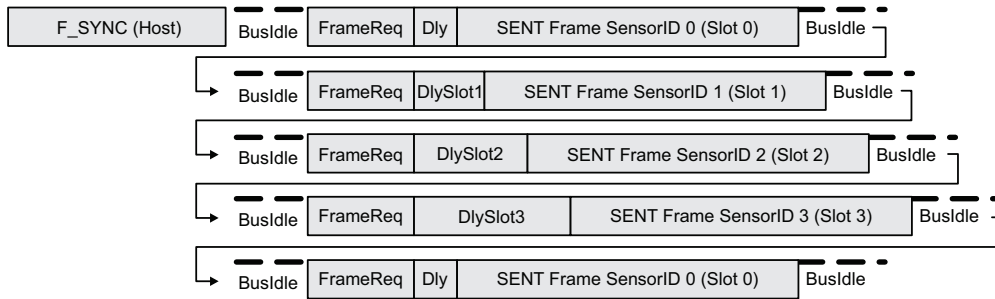 F_SYNC (Host) BusIdle FrameReq Dly SENT Frame SensorID 0 (Slot 0) BusIdle
BusIdle FrameReq DlySlot1 SENT Frame SensorID 1 (Slot 1) BusIdle
BusIdle FrameReq DlySlot2 SENT Frame SensorID 2 (Slot 2) BusIdle
BusIdle FrameReq DlySlot3 SENT Frame SensorID 3 (Slot 3) BusIdle
BusIdle FrameReq Dly SENT Frame SensorID 0 (Slot 0) BusIdle